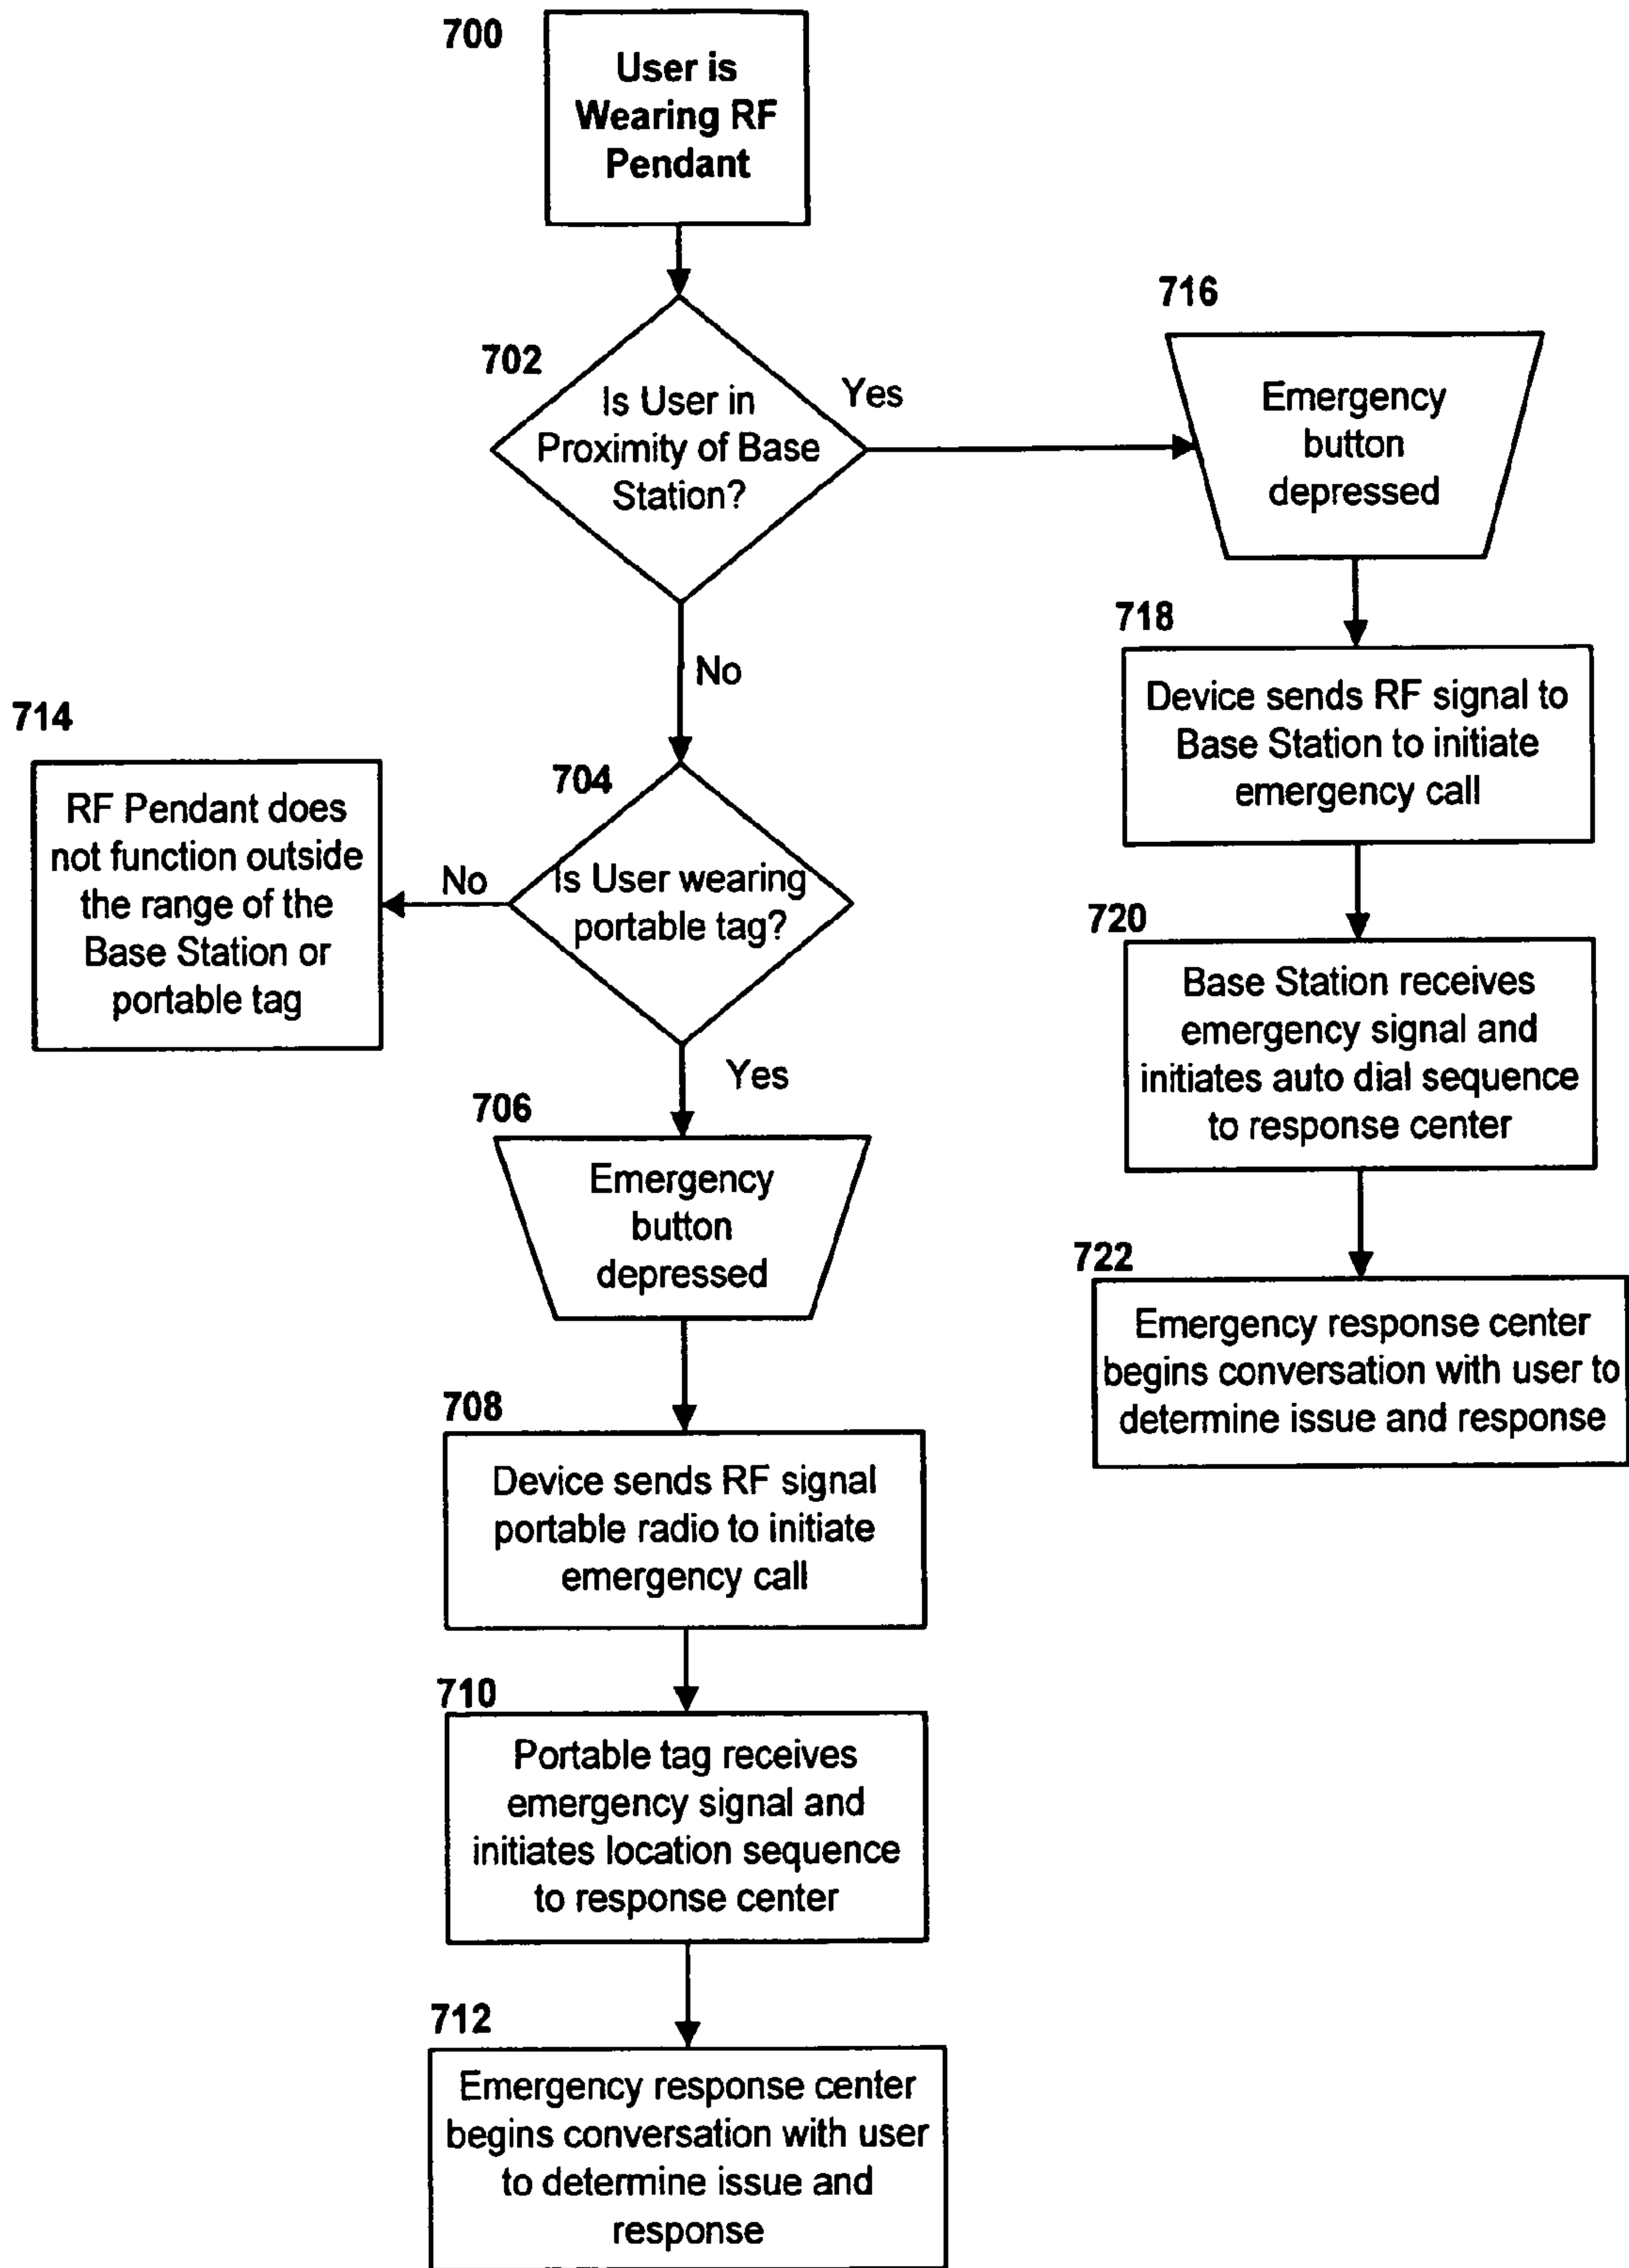 700
User is
Wearing RF
Pendant
702
Is User in
Proximity of Base
Station?
Yes
No
716
Emergency
button
depressed
718
Device sends RF signal to
Base Station to initiate
emergency call
720
Base Station receives
emergency signal and
initiates auto dial sequence
to response center
722
Emergency response center
begins conversation with user to
determine issue and response
704
Is User wearing
portable tag?
No
Yes
714
RF Pendant does
not function outside
the range of the
Base Station or
portable tag
706
Emergency
button
depressed
708
Device sends RF signal
portable radio to initiate
emergency call
710
Portable tag receives
emergency signal and
initiates location sequence
to response center
712
Emergency response center
begins conversation with user
to determine issue and
response